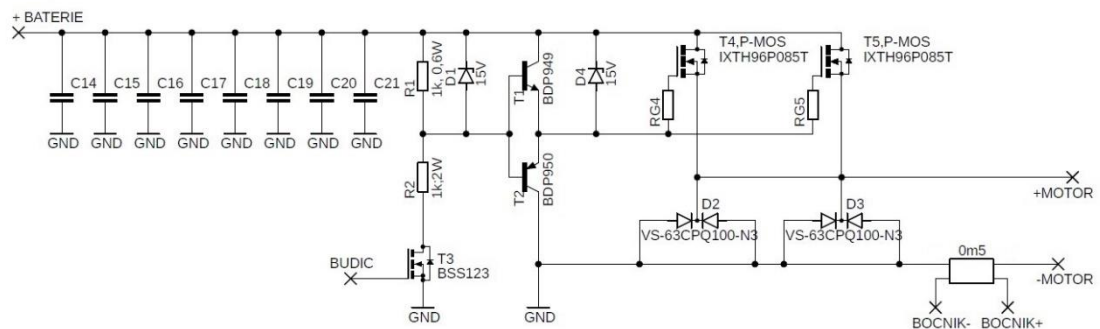 + BATERIE
T4,P-MOS
IXTH96P085T
T5,P-MOS
IXTH96P085T
C14
C15
C16
C17
C18
C19
C20
C21
R1
1k, 0,6W
D1
15V
T1
BDP949
D4
15V
RG4
RG5
GND
GND
GND
GND
GND
GND
GND
GND
R2
1k;2W
T2
BDP950
+MOTOR
D2
VS-63CPQ100-N3
D3
VS-63CPQ100-N3
BUDIC
T3
BSS123
0m5
-MOTOR
GND
GND
BOCNIK-
BOCNIK+